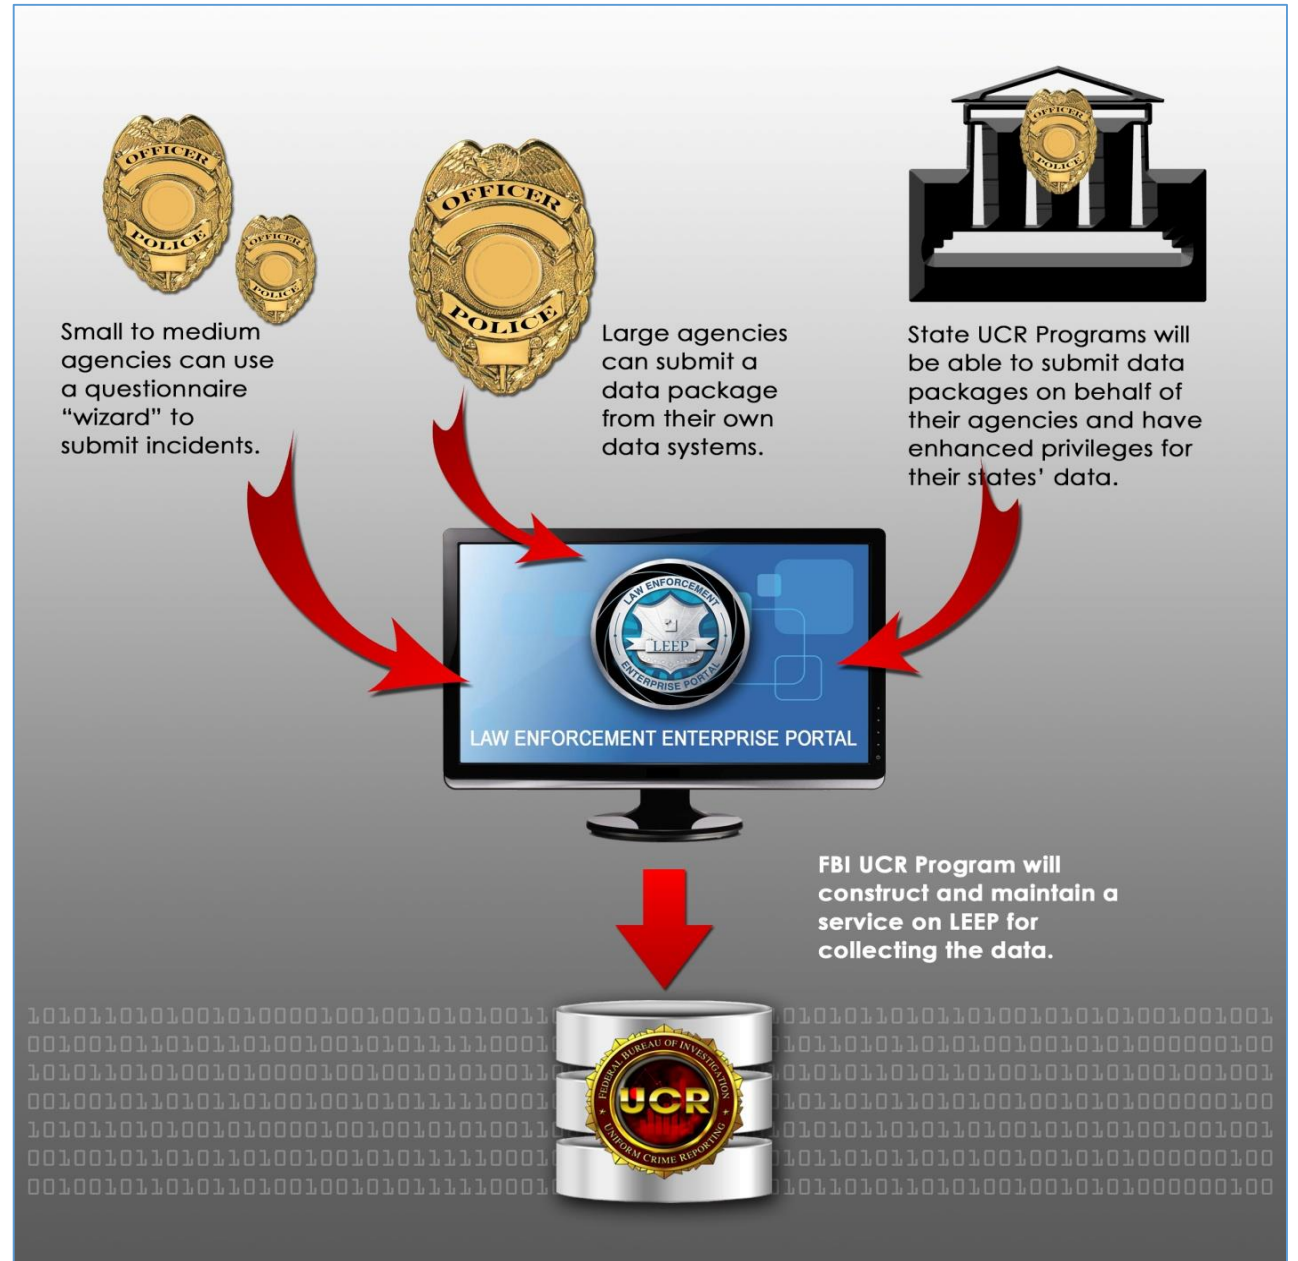 OFFICER
POLICE
OFFICER
POLICE
Small to medium
agencies can use
a questionnaire
“wizard” to
submit incidents.
OFFICER
POLICE
Large agencies
can submit a
data package
from their own
data systems.
OFFICER
POLICE
State UCR Programs will
be able to submit data
packages on behalf of
their agencies and have
enhanced privileges for
their states’ data.
LAW ENFORCEMENT
LEEP
ENTERPRISE PORTAL
LAW ENFORCEMENT ENTERPRISE PORTAL
FBI UCR Program will
construct and maintain a
service on LEEP for
collecting the data.
FEDERAL BUREAU OF INVESTIGATION
UCR
UNIFORM CRIME REPORTING